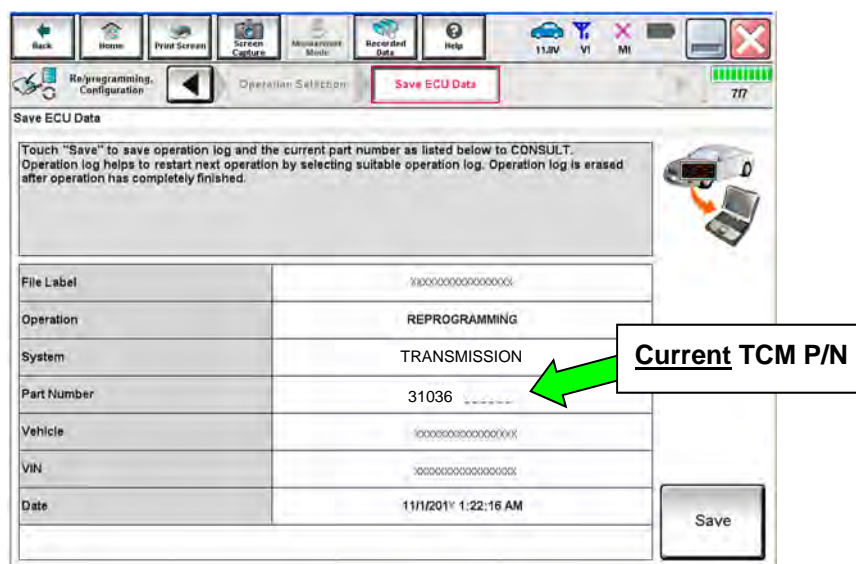 Back Home Print Screen Screen Capture Measurement Mode Recorded Data Help 11.8V VI MI
Re/programming, Configuration Operation Selection Save ECU Data 7/7
Save ECU Data
Touch "Save" to save operation log and the current part number as listed below to CONSULT.
Operation log helps to restart next operation by selecting suitable operation log. Operation log is erased
after operation has completely finished.
File Label
Operation REPROGRAMMING
System TRANSMISSION
Current TCM P/N
Part Number 31036 ______
Vehicle
VIN
Date 11/1/201 1:22:16 AM
Save